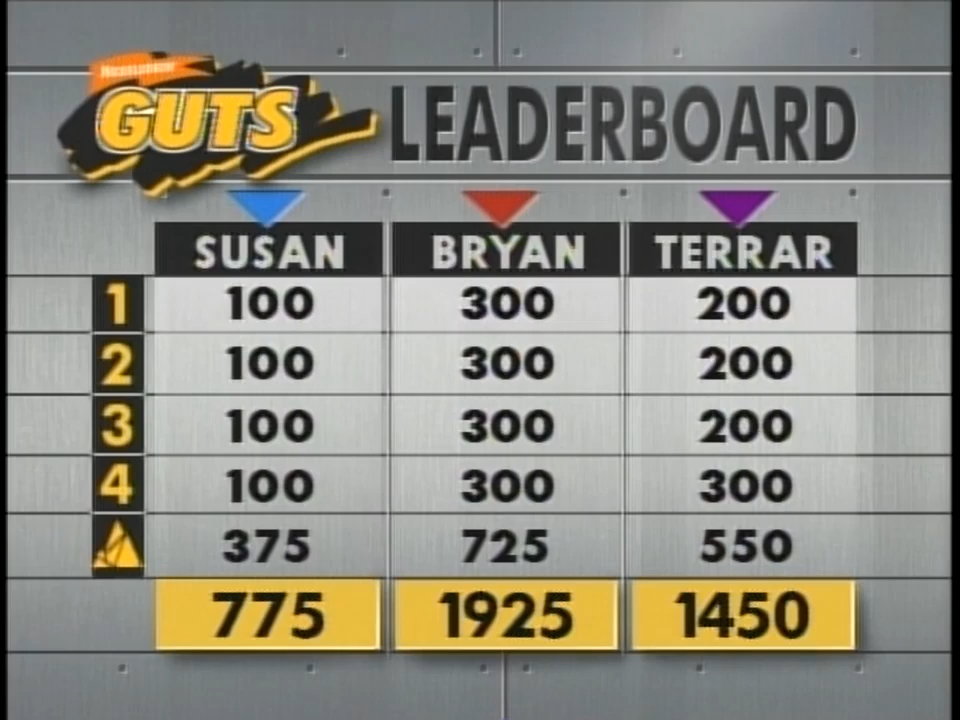 NICKELODEON
GUTS LEADERBOARD
SUSAN BRYAN TERRAR
1 100 300 200
2 100 300 200
3 100 300 200
4 100 300 300
375 725 550
775 1925 1450